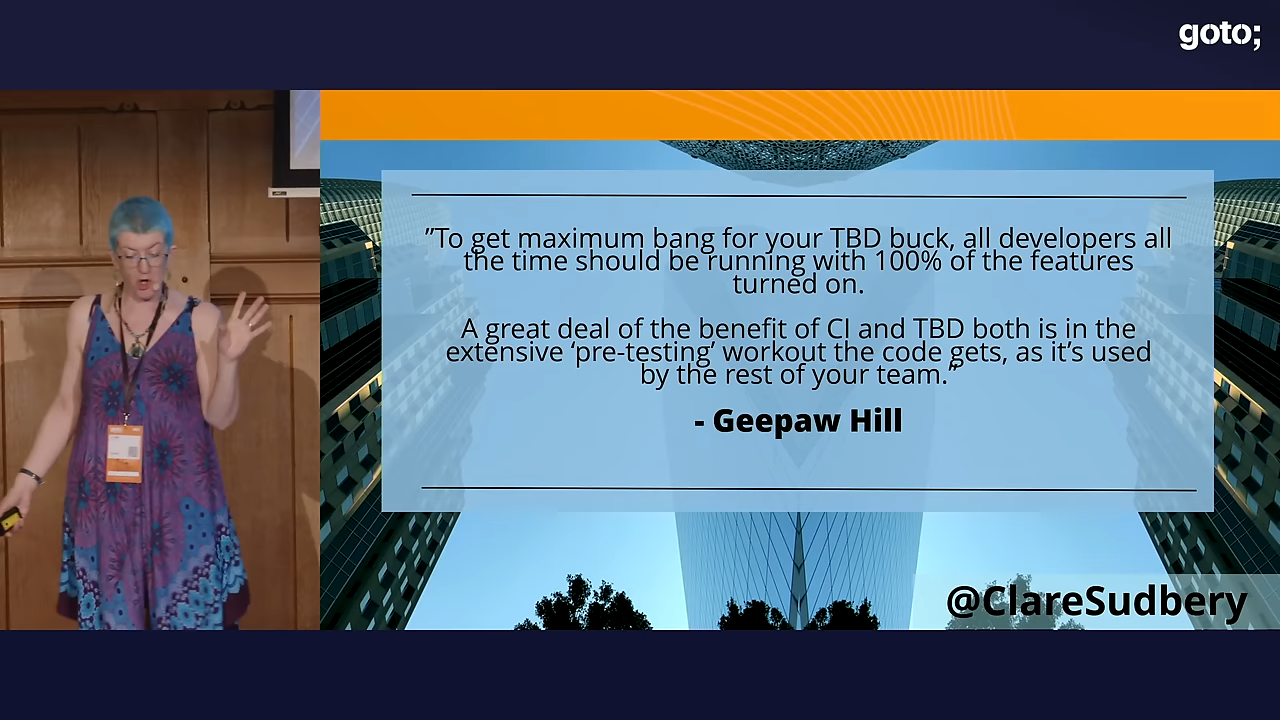 goto;
”To get maximum bang for your TBD buck, all developers all
the time should be running with 100% of the features
turned on.
A great deal of the benefit of CI and TBD both is in the
extensive ‘pre-testing’ workout the code gets, as it’s used
by the rest of your team.”
- Geepaw Hill
@ClareSudbery